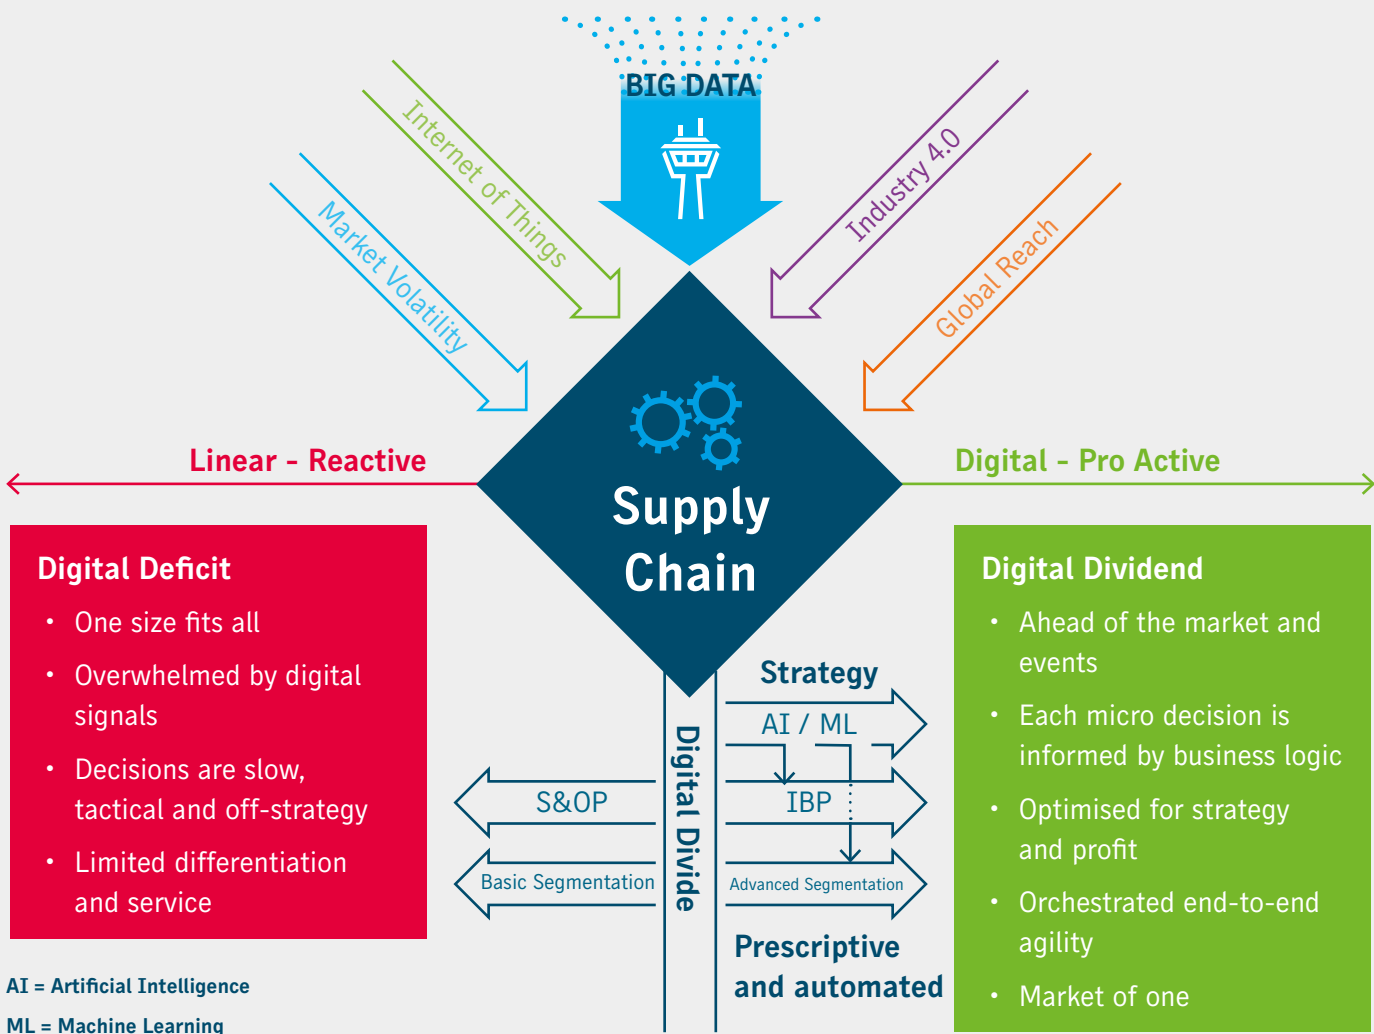 BIG DATA
Internet of Things
Industry 4.0
Market Volatility
Global Reach
Linear - Reactive
Digital - Pro Active
Supply
Chain
Digital Deficit
• One size fits all
• Overwhelmed by digital
signals
• Decisions are slow,
tactical and off-strategy
• Limited differentiation
and service
Digital Divide
S&OP
Basic Segmentation
Strategy
AI / ML
IBP
Advanced Segmentation
Prescriptive
and automated
Digital Dividend
• Ahead of the market and
events
• Each micro decision is
informed by business logic
• Optimised for strategy
and profit
• Orchestrated end-to-end
agility
• Market of one
AI = Artificial Intelligence
ML = Machine Learning